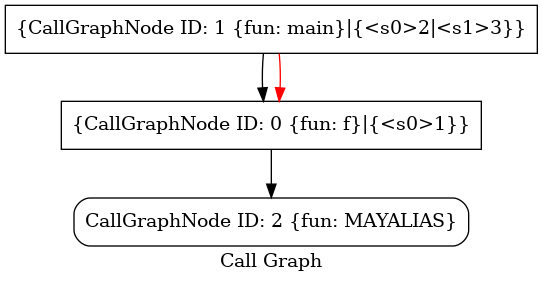 {CallGraphNode ID: 1 {fun: main}|{<s0>2|<s1>3}}
{CallGraphNode ID: 0 {fun: f}|{<s0>1}}
CallGraphNode ID: 2 {fun: MAYALIAS}
Call Graph